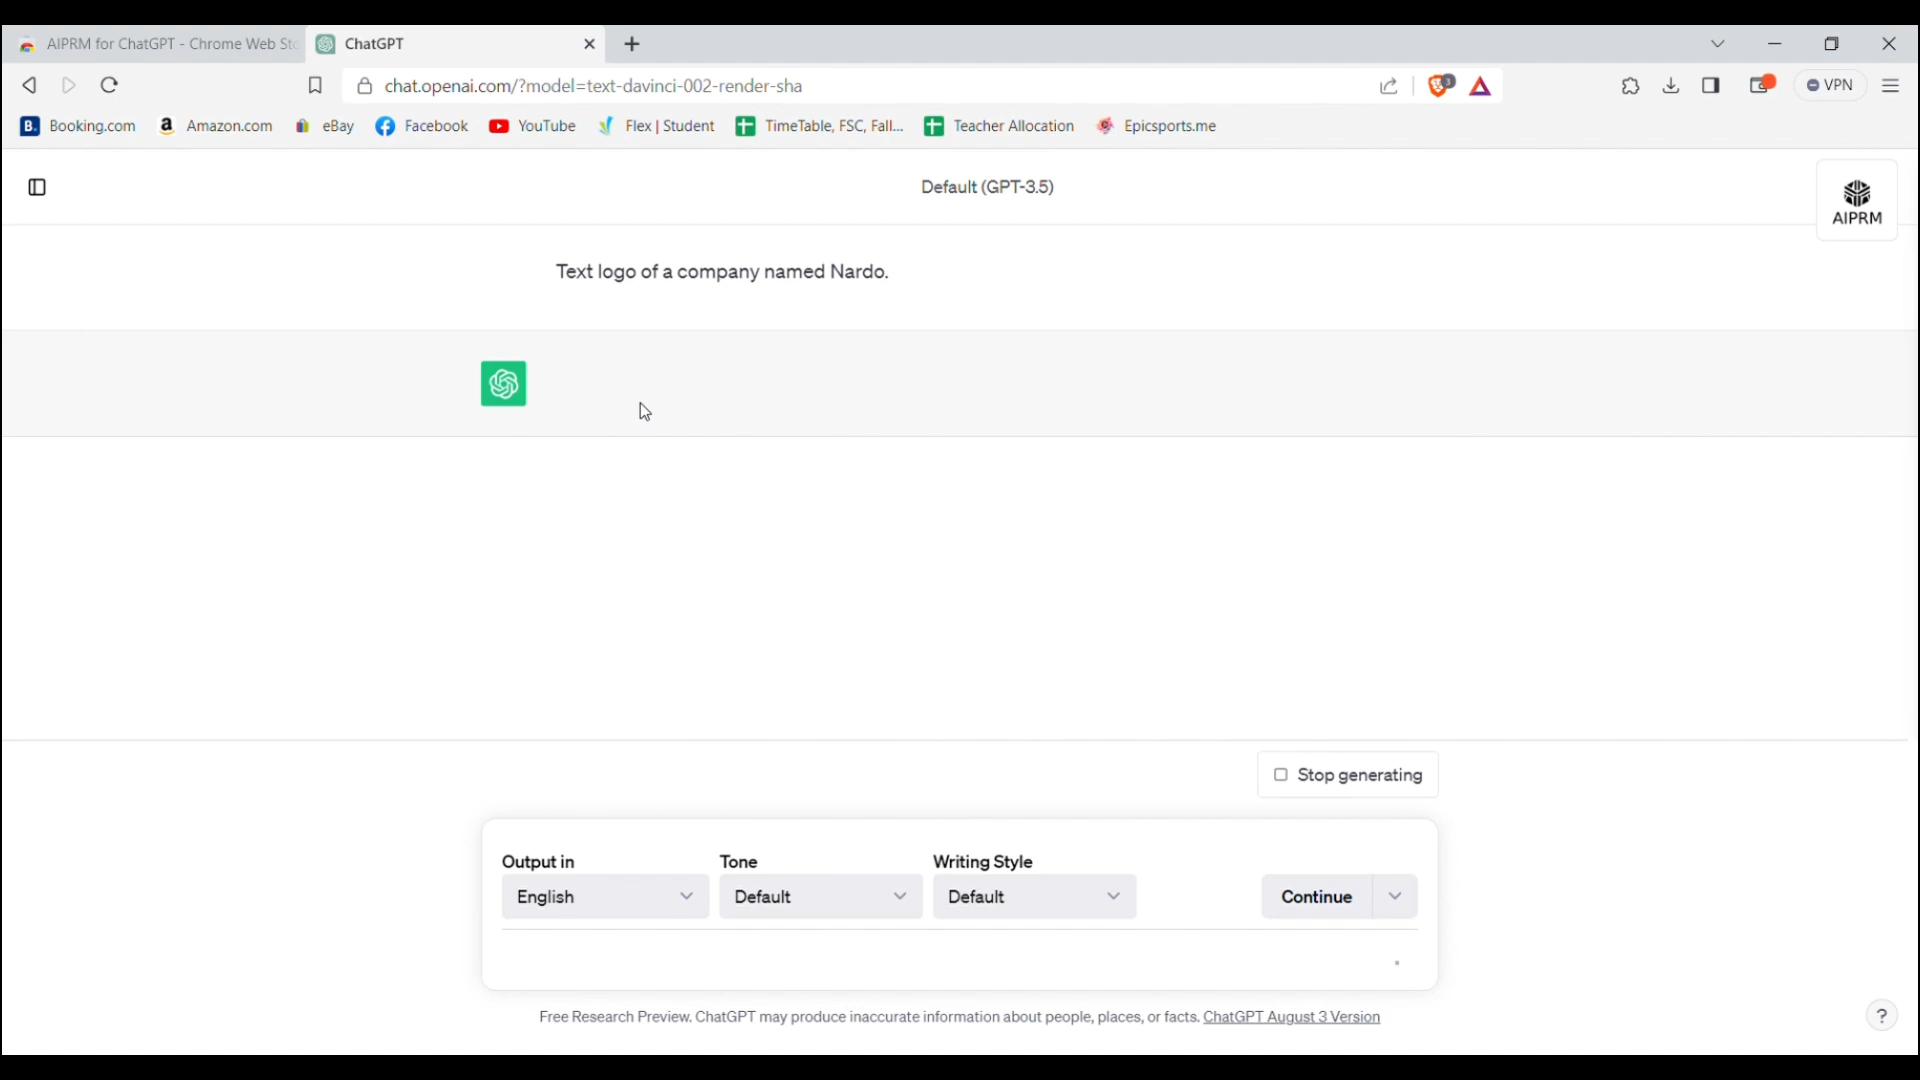 AIPRM for ChatGPT - Chrome Web Sto
ChatGPT
chat.openai.com/?model=text-davinci-002-render-sha
3
VPN
B. Booking.com
a Amazon.com
eBay
Facebook
YouTube
Flex | Student
TimeTable, FSC, Fall...
Teacher Allocation
Epicsports.me
Default (GPT-3.5)
AIPRM
Text logo of a company named Nardo.
Stop generating
Output in
Tone
Writing Style
English
Default
Default
Continue
Free Research Preview. ChatGPT may produce inaccurate information about people, places, or facts. ChatGPT August 3 Version
?